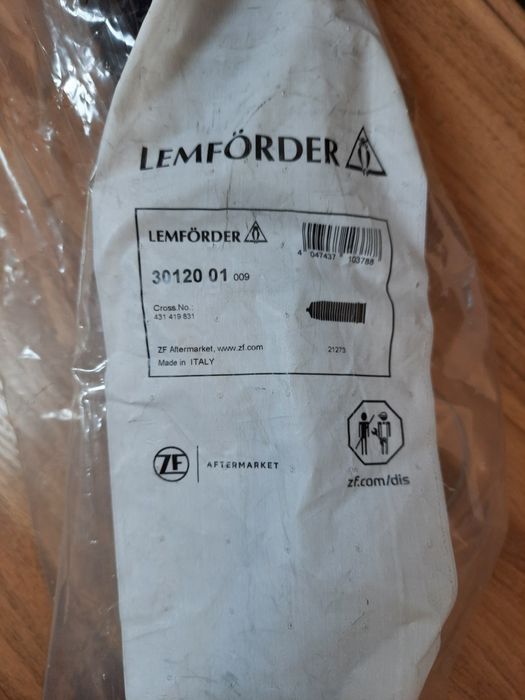 LEMFÖRDER
LEMFÖRDER
30120 01 009
4 047437 103788
Cross.No.:
431 419 831
ZF Aftermarket, www.zf.com
21273
Made in ITALY
ZF AFTERMARKET
zf.com/dis